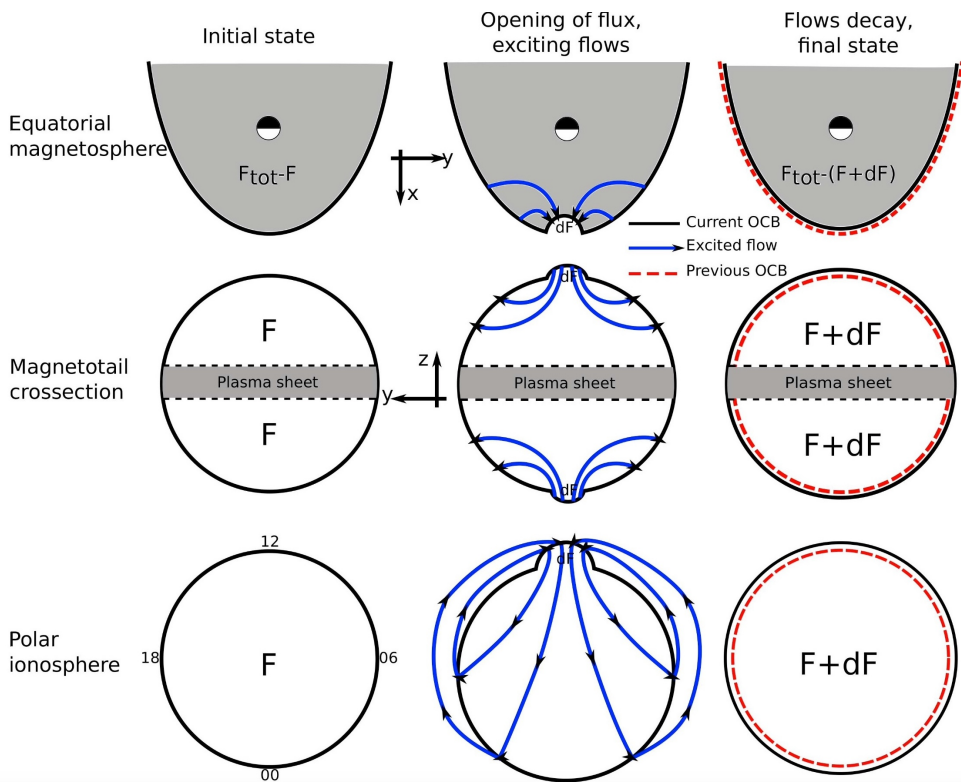 Initial state
Opening of flux,
exciting flows
Flows decay,
final state
Equatorial
magnetosphere
Ftot-F
y
x
dF
Ftot-(F+dF)
Current OCB
Excited flow
Previous OCB
Magnetotail
crossection
F
Plasma sheet
F
z
y
dF
Plasma sheet
dF
F+dF
Plasma sheet
F+dF
Polar
ionosphere
12
18
F
06
00
dF
F+dF